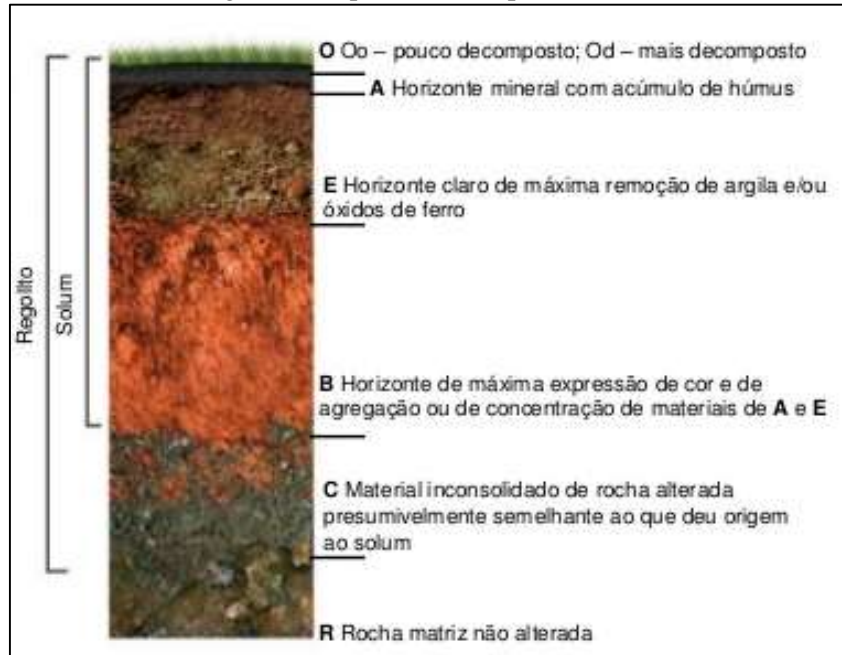 O Oo – pouco decomposto; Od – mais decomposto
A Horizonte mineral com acúmulo de húmus
E Horizonte claro de máxima remoção de argila e/ou
óxidos de ferro
Regolito
Solum
B Horizonte de máxima expressão de cor e de
agregação ou de concentração de materiais de A e E
C Material inconsolidado de rocha alterada
presumivelmente semelhante ao que deu origem
ao solum
R Rocha matriz não alterada